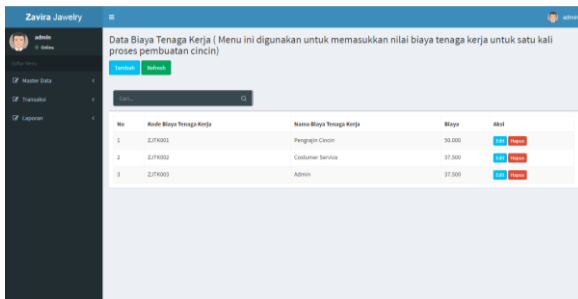 Zavira Jawelry
admin
admin
Online
Daftar Menu
Master Data
Transaksi
Laporan
Data Biaya Tenaga Kerja ( Menu ini digunakan untuk memasukkan nilai biaya tenaga kerja untuk satu kali
proses pembuatan cincin)
Tambah Refresh
Cari...
No Kode Biaya Tenaga Kerja Nama Biaya Tenaga Kerja Biaya Aksi
1 ZJTK001 Pengrajin Cincin 50.000 Edit Hapus
2 ZJTK002 Costumer Service 37.500 Edit Hapus
3 ZJTK003 Admin 37.500 Edit Hapus